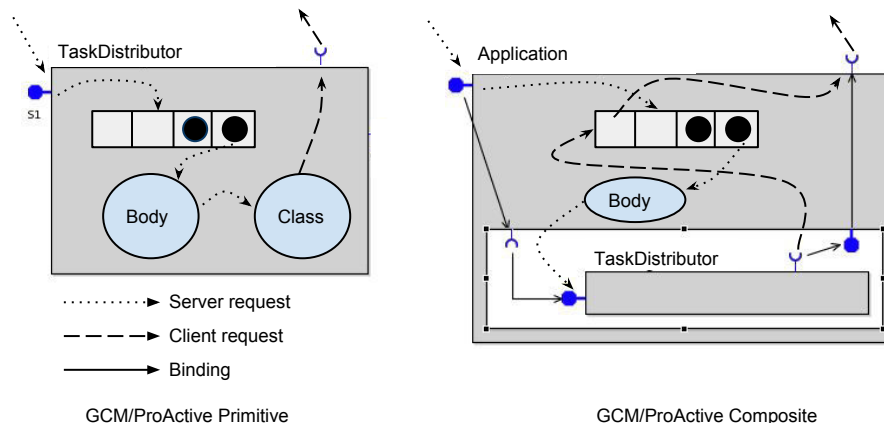 TaskDistributor
S1
Body
Class
Server request
Client request
Binding
GCM/ProActive Primitive
Application
Body
TaskDistributor
GCM/ProActive Composite